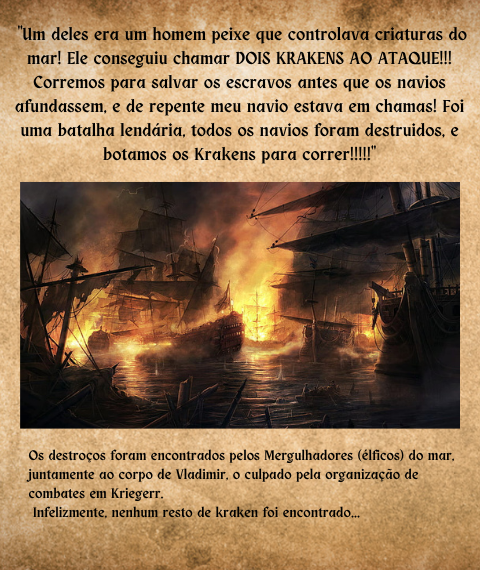 "Um deles era um homem peixe que controlava criaturas do
mar! Ele conseguiu chamar DOIS KRAKENS AO ATAQUE!!!
Corremos para salvar os escravos antes que os navios
afundassem, e de repente meu navio estava em chamas! Foi
uma batalha lendária, todos os navios foram destruidos, e
botamos os Krakens para correr!!!!!"
Os destroços foram encontrados pelos Mergulhadores (élficos) do mar,
juntamente ao corpo de Vladimir, o culpado pela organização de
combates em Kriegerr.
Infelizmente, nenhum resto de kraken foi encontrado...